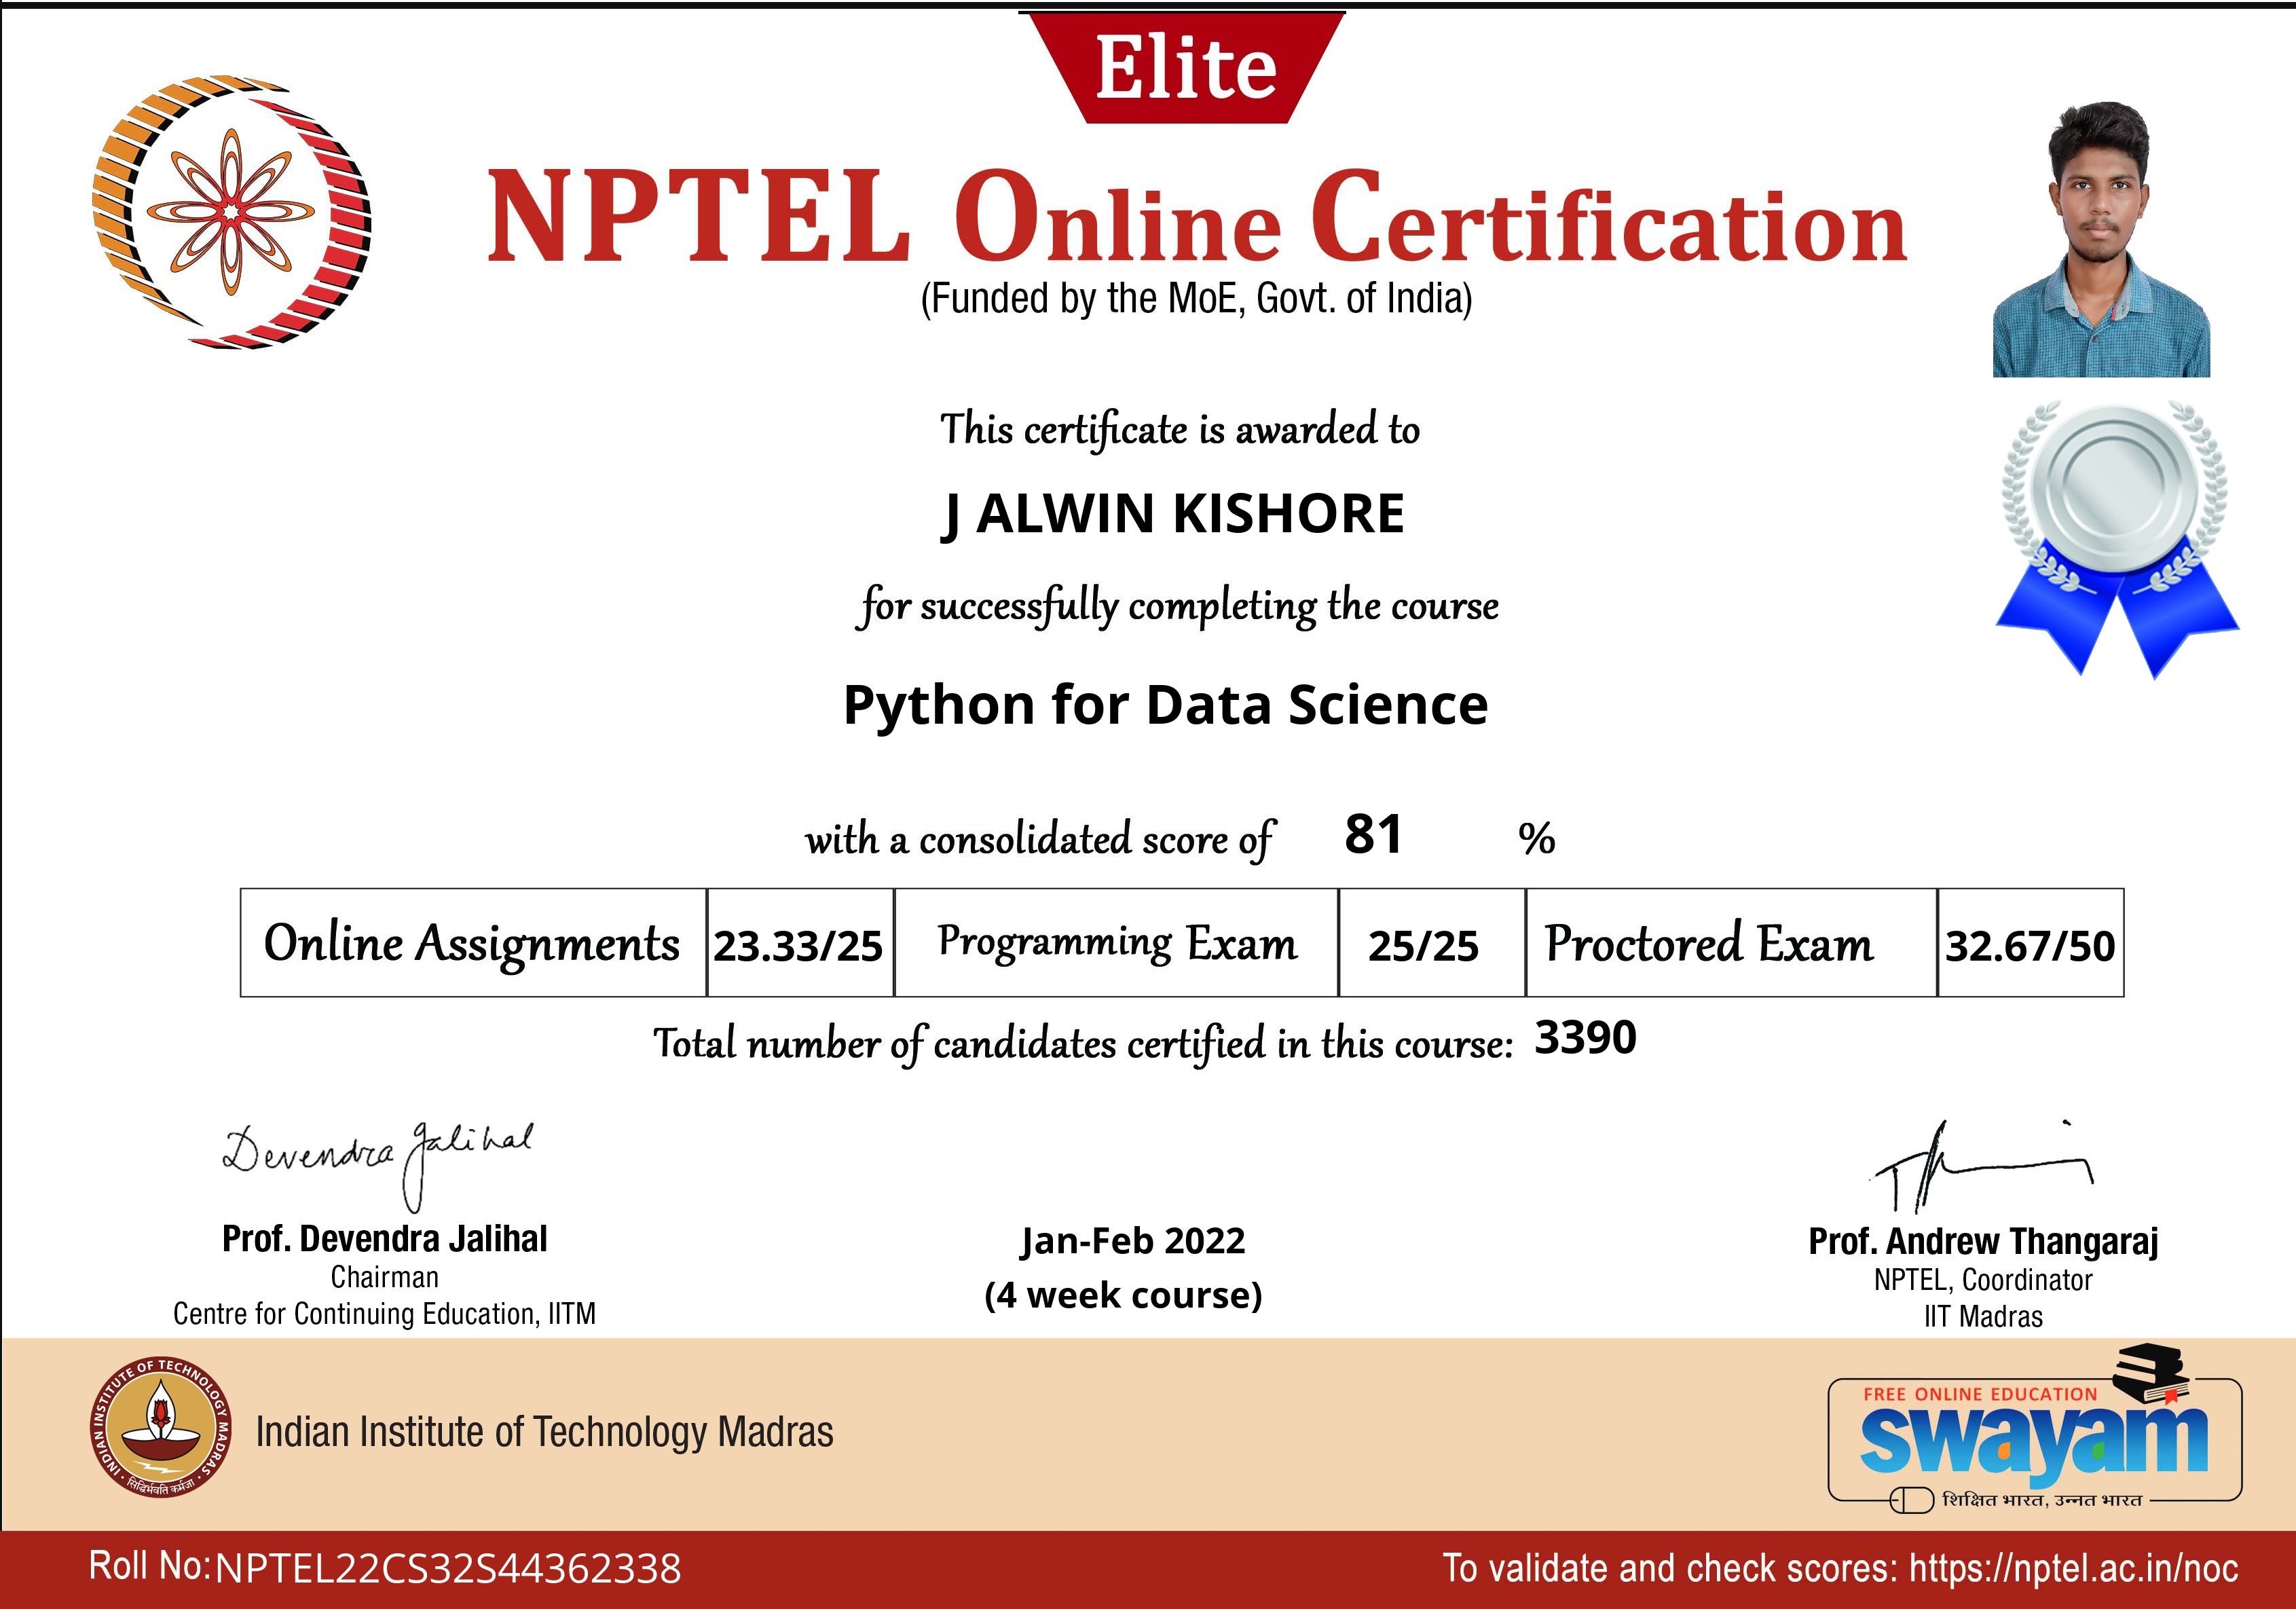 Elite
NPTEL Online Certification
(Funded by the MoE, Govt. of India)
This certificate is awarded to
J ALWIN KISHORE
for successfully completing the course
Python for Data Science
with a consolidated score of 81 %
Online Assignments 23.33/25 Programming Exam 25/25 Proctored Exam 32.67/50
Total number of candidates certified in this course: 3390
Devendra Jalihal
Prof. Devendra Jalihal
Chairman
Centre for Continuing Education, IITM
Jan-Feb 2022
(4 week course)
Prof. Andrew Thangaraj
NPTEL, Coordinator
IIT Madras
INDIAN INSTITUTE OF TECHNOLOGY MADRAS
सिद्धिर्भवति कर्मजा
Indian Institute of Technology Madras
FREE ONLINE EDUCATION
swayam
शिक्षित भारत, उन्नत भारत
Roll No:NPTEL22CS32S44362338
To validate and check scores: https://nptel.ac.in/noc